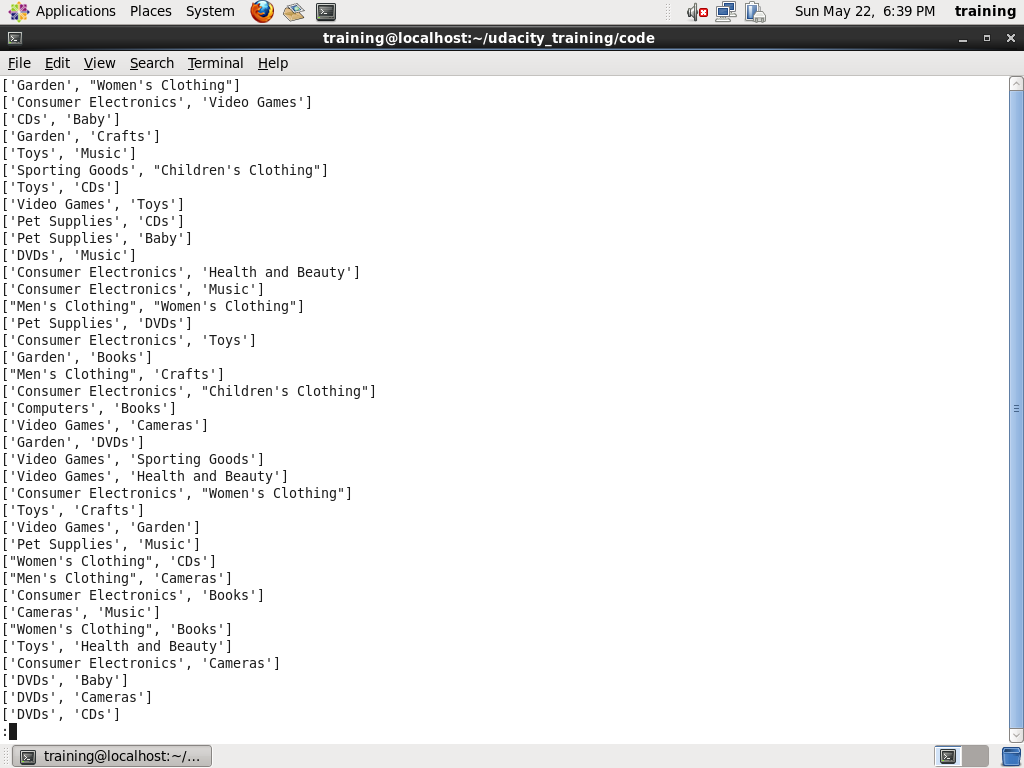 Applications Places System Sun May 22, 6:39 PM training
training@localhost:~/udacity_training/code
File Edit View Search Terminal Help
['Garden', "Women's Clothing"]
['Consumer Electronics', 'Video Games']
['CDs', 'Baby']
['Garden', 'Crafts']
['Toys', 'Music']
['Sporting Goods', "Children's Clothing"]
['Toys', 'CDs']
['Video Games', 'Toys']
['Pet Supplies', 'CDs']
['Pet Supplies', 'Baby']
['DVDs', 'Music']
['Consumer Electronics', 'Health and Beauty']
['Consumer Electronics', 'Music']
["Men's Clothing", "Women's Clothing"]
['Pet Supplies', 'DVDs']
['Consumer Electronics', 'Toys']
['Garden', 'Books']
["Men's Clothing", 'Crafts']
['Consumer Electronics', "Children's Clothing"]
['Computers', 'Books']
['Video Games', 'Cameras']
['Garden', 'DVDs']
['Video Games', 'Sporting Goods']
['Video Games', 'Health and Beauty']
['Consumer Electronics', "Women's Clothing"]
['Toys', 'Crafts']
['Video Games', 'Garden']
['Pet Supplies', 'Music']
["Women's Clothing", 'CDs']
["Men's Clothing", 'Cameras']
['Consumer Electronics', 'Books']
['Cameras', 'Music']
["Women's Clothing", 'Books']
['Toys', 'Health and Beauty']
['Consumer Electronics', 'Cameras']
['DVDs', 'Baby']
['DVDs', 'Cameras']
['DVDs', 'CDs']
:
training@localhost:~/...